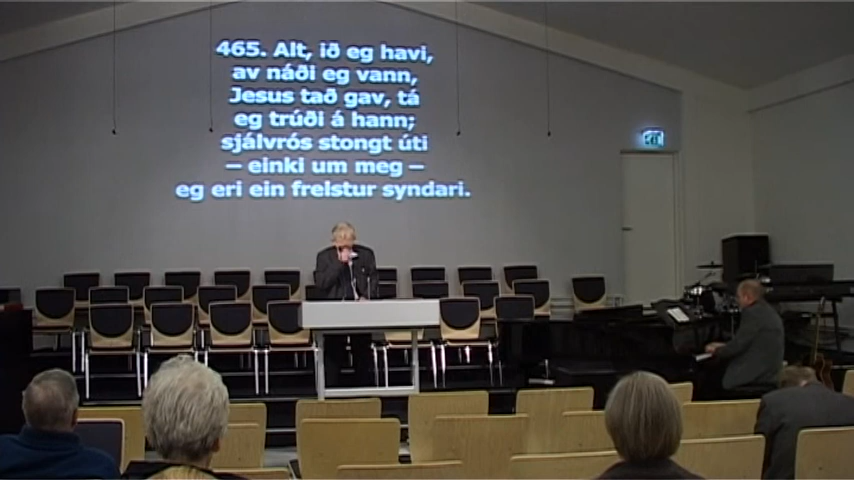 465. Alt, ið eg havi,
av náði eg vann,
Jesus tað gav, tá
eg trúði á hann;
sjálvrós stongt úti
– einki um meg –
eg eri ein frelstur syndari.